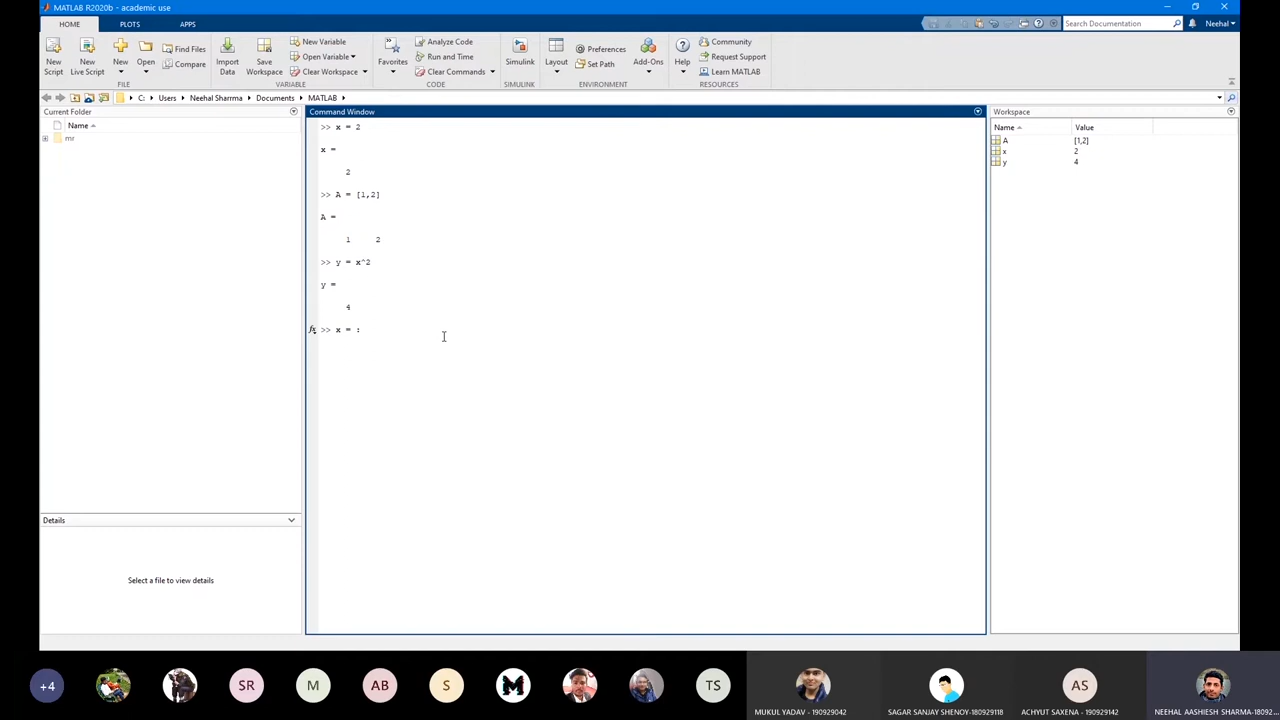 MATLAB R2020b - academic use
HOME PLOTS APPS
Search Documentation Neehal
New Script
New Live Script
New
Open
Find Files
Compare
FILE
Import Data
Save Workspace
New Variable
Open Variable
Clear Workspace
VARIABLE
Favorites
Analyze Code
Run and Time
Clear Commands
CODE
Simulink
SIMULINK
Layout
Preferences
Set Path
Add-Ons
ENVIRONMENT
Help
Community
Request Support
Learn MATLAB
RESOURCES
C: Users Neehal Sharrma Documents MATLAB
Current Folder
Name
mr
Details
Select a file to view details
Command Window
>> x = 2
x =
2
>> A = [1,2]
A =
1 2
>> y = x^2
y =
4
fx >> x = :
Workspace
Name Value
A [1,2]
x 2
y 4
+4 SR M AB S M TS AS
MUKUL YADAV - 190929042
SAGAR SANJAY SHENOY-180929118
ACHYUT SAXENA - 190929142
NEEHAL AASHIESH SHARMA-18092...